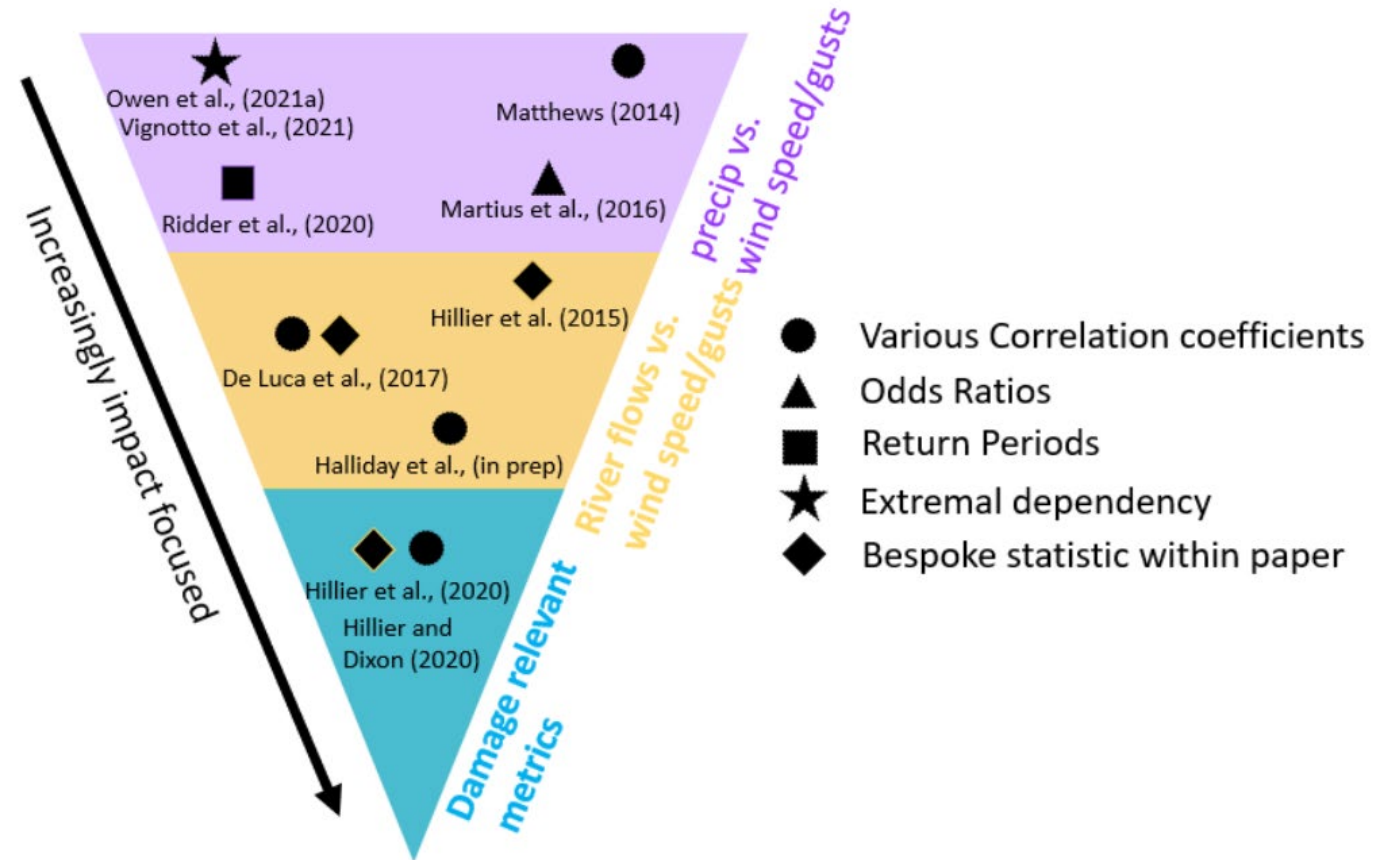 Owen et al., (2021a)
Vignotto et al., (2021)
Matthews (2014)
Ridder et al., (2020)
Martius et al., (2016)
precip vs.
wind speed/gusts
Hillier et al. (2015)
De Luca et al., (2017)
Halliday et al., (in prep)
River flows vs.
wind speed/gusts
Hillier et al., (2020)
Hillier and
Dixon (2020)
Damage relevant
metrics
Increasingly impact focused
Various Correlation coefficients
Odds Ratios
Return Periods
Extremal dependency
Bespoke statistic within paper